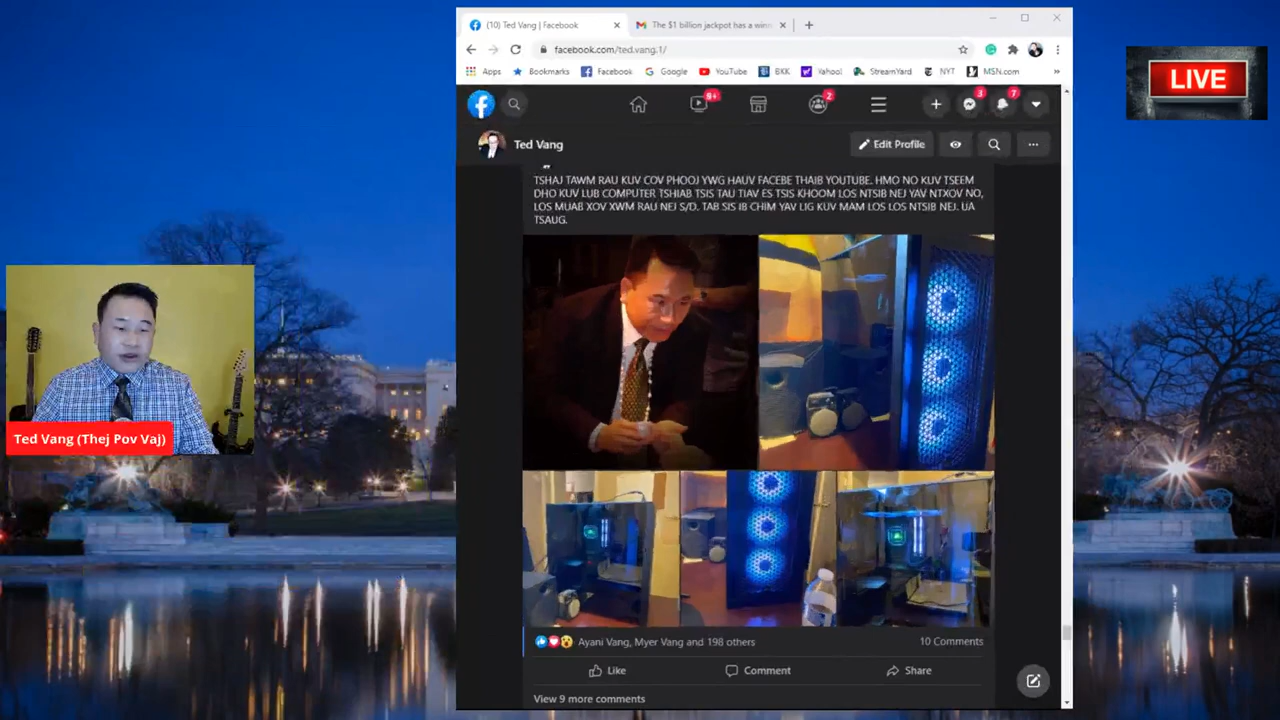 (10) Ted Vang | Facebook
The $1 billion jackpot has a winn
facebook.com/ted.vang.1/
Apps Bookmarks Facebook Google YouTube BKK Yahoo! StreamYard NYT MSN.com
LIVE
9+ 2 3 7
Ted Vang
Edit Profile
TSHAJ TAWM RAU KUV COV PHOOJ YWG HAUV FACEBE THAIB YOUTUBE. HMO NO KUV TSEEM
DHO KUV LUB COMPUTER TSHIAB TSIS TAU TIAV ES TSIS KHOOM LOS NTSIB NEJ YAV NTXOV NO,
LOS MUAB XOV XWM RAU NEJ S/D. TAB SIS IB CHIM YAV LIG KUV MAM LOS LOS NTSIB NEJ. UA
TSAUG.
Ted Vang (Thej Pov Vaj)
Ayani Vang, Myer Vang and 198 others
10 Comments
Like Comment Share
View 9 more comments